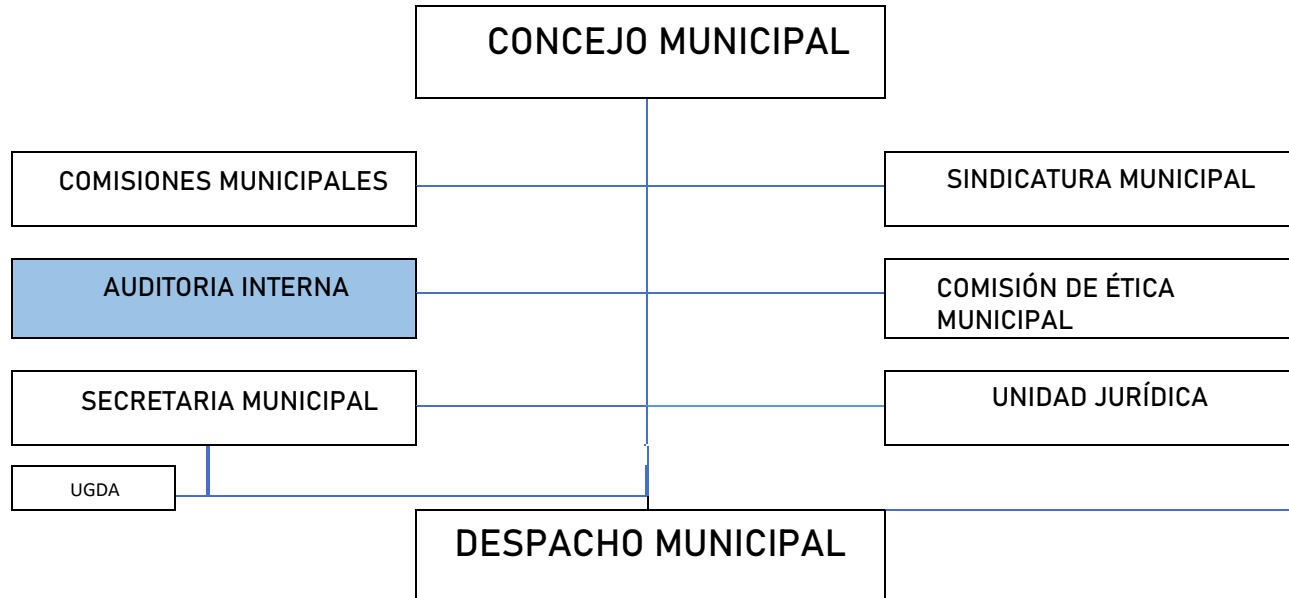 CONCEJO MUNICIPAL
COMISIONES MUNICIPALES
SINDICATURA MUNICIPAL
AUDITORIA INTERNA
COMISIÓN DE ÉTICA
MUNICIPAL
SECRETARIA MUNICIPAL
UNIDAD JURÍDICA
UGDA
DESPACHO MUNICIPAL